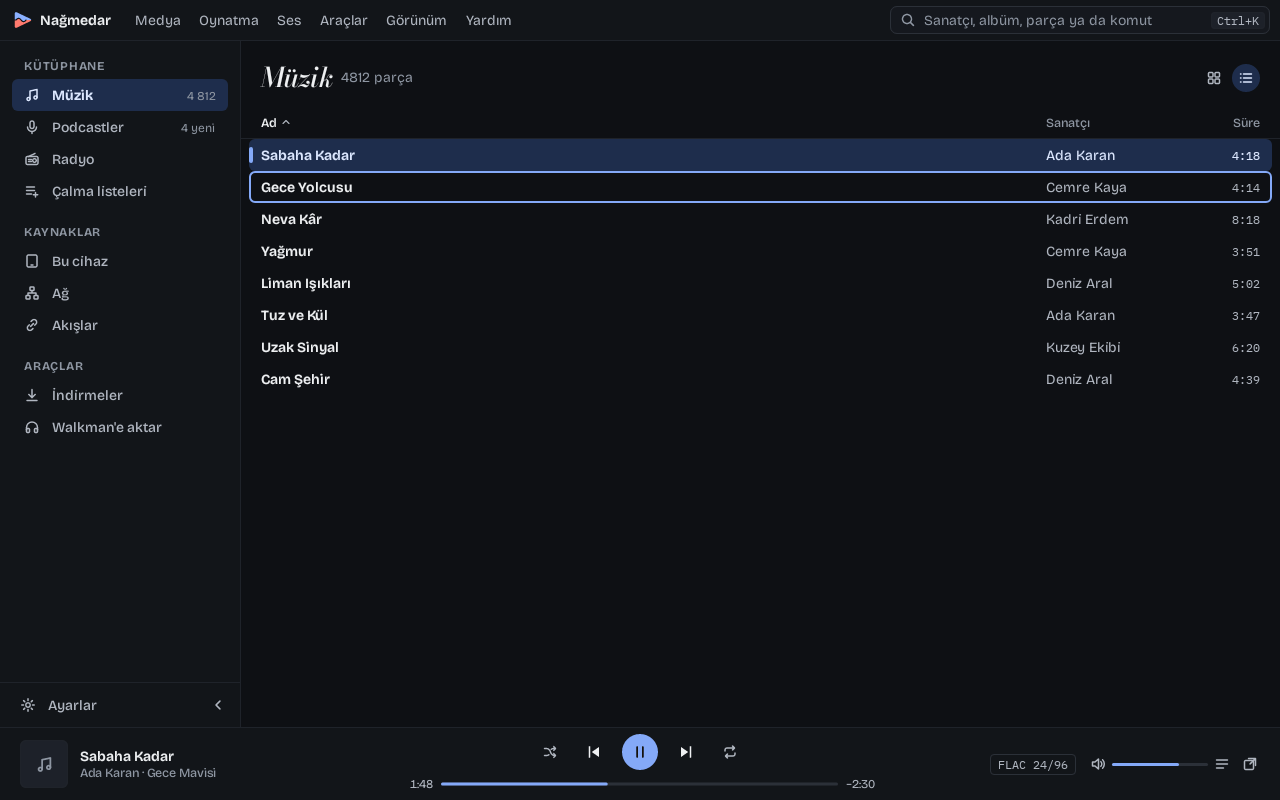 Nağmedar Medya Oynatma Ses Araçlar Görünüm Yardım Sanatçı, albüm, parça ya da komut Ctrl+K
KÜTÜPHANE
Müzik 4 812
Podcastler 4 yeni
Radyo
Çalma listeleri
KAYNAKLAR
Bu cihaz
Ağ
Akışlar
ARAÇLAR
İndirmeler
Walkman'e aktar
Ayarlar
Müzik 4812 parça
Ad Sanatçı Süre
Sabaha Kadar Ada Karan 4:18
Gece Yolcusu Cemre Kaya 4:14
Neva Kâr Kadri Erdem 8:18
Yağmur Cemre Kaya 3:51
Liman Işıkları Deniz Aral 5:02
Tuz ve Kül Ada Karan 3:47
Uzak Sinyal Kuzey Ekibi 6:20
Cam Şehir Deniz Aral 4:39
Sabaha Kadar
Ada Karan · Gece Mavisi
1:48 −2:30
FLAC 24/96